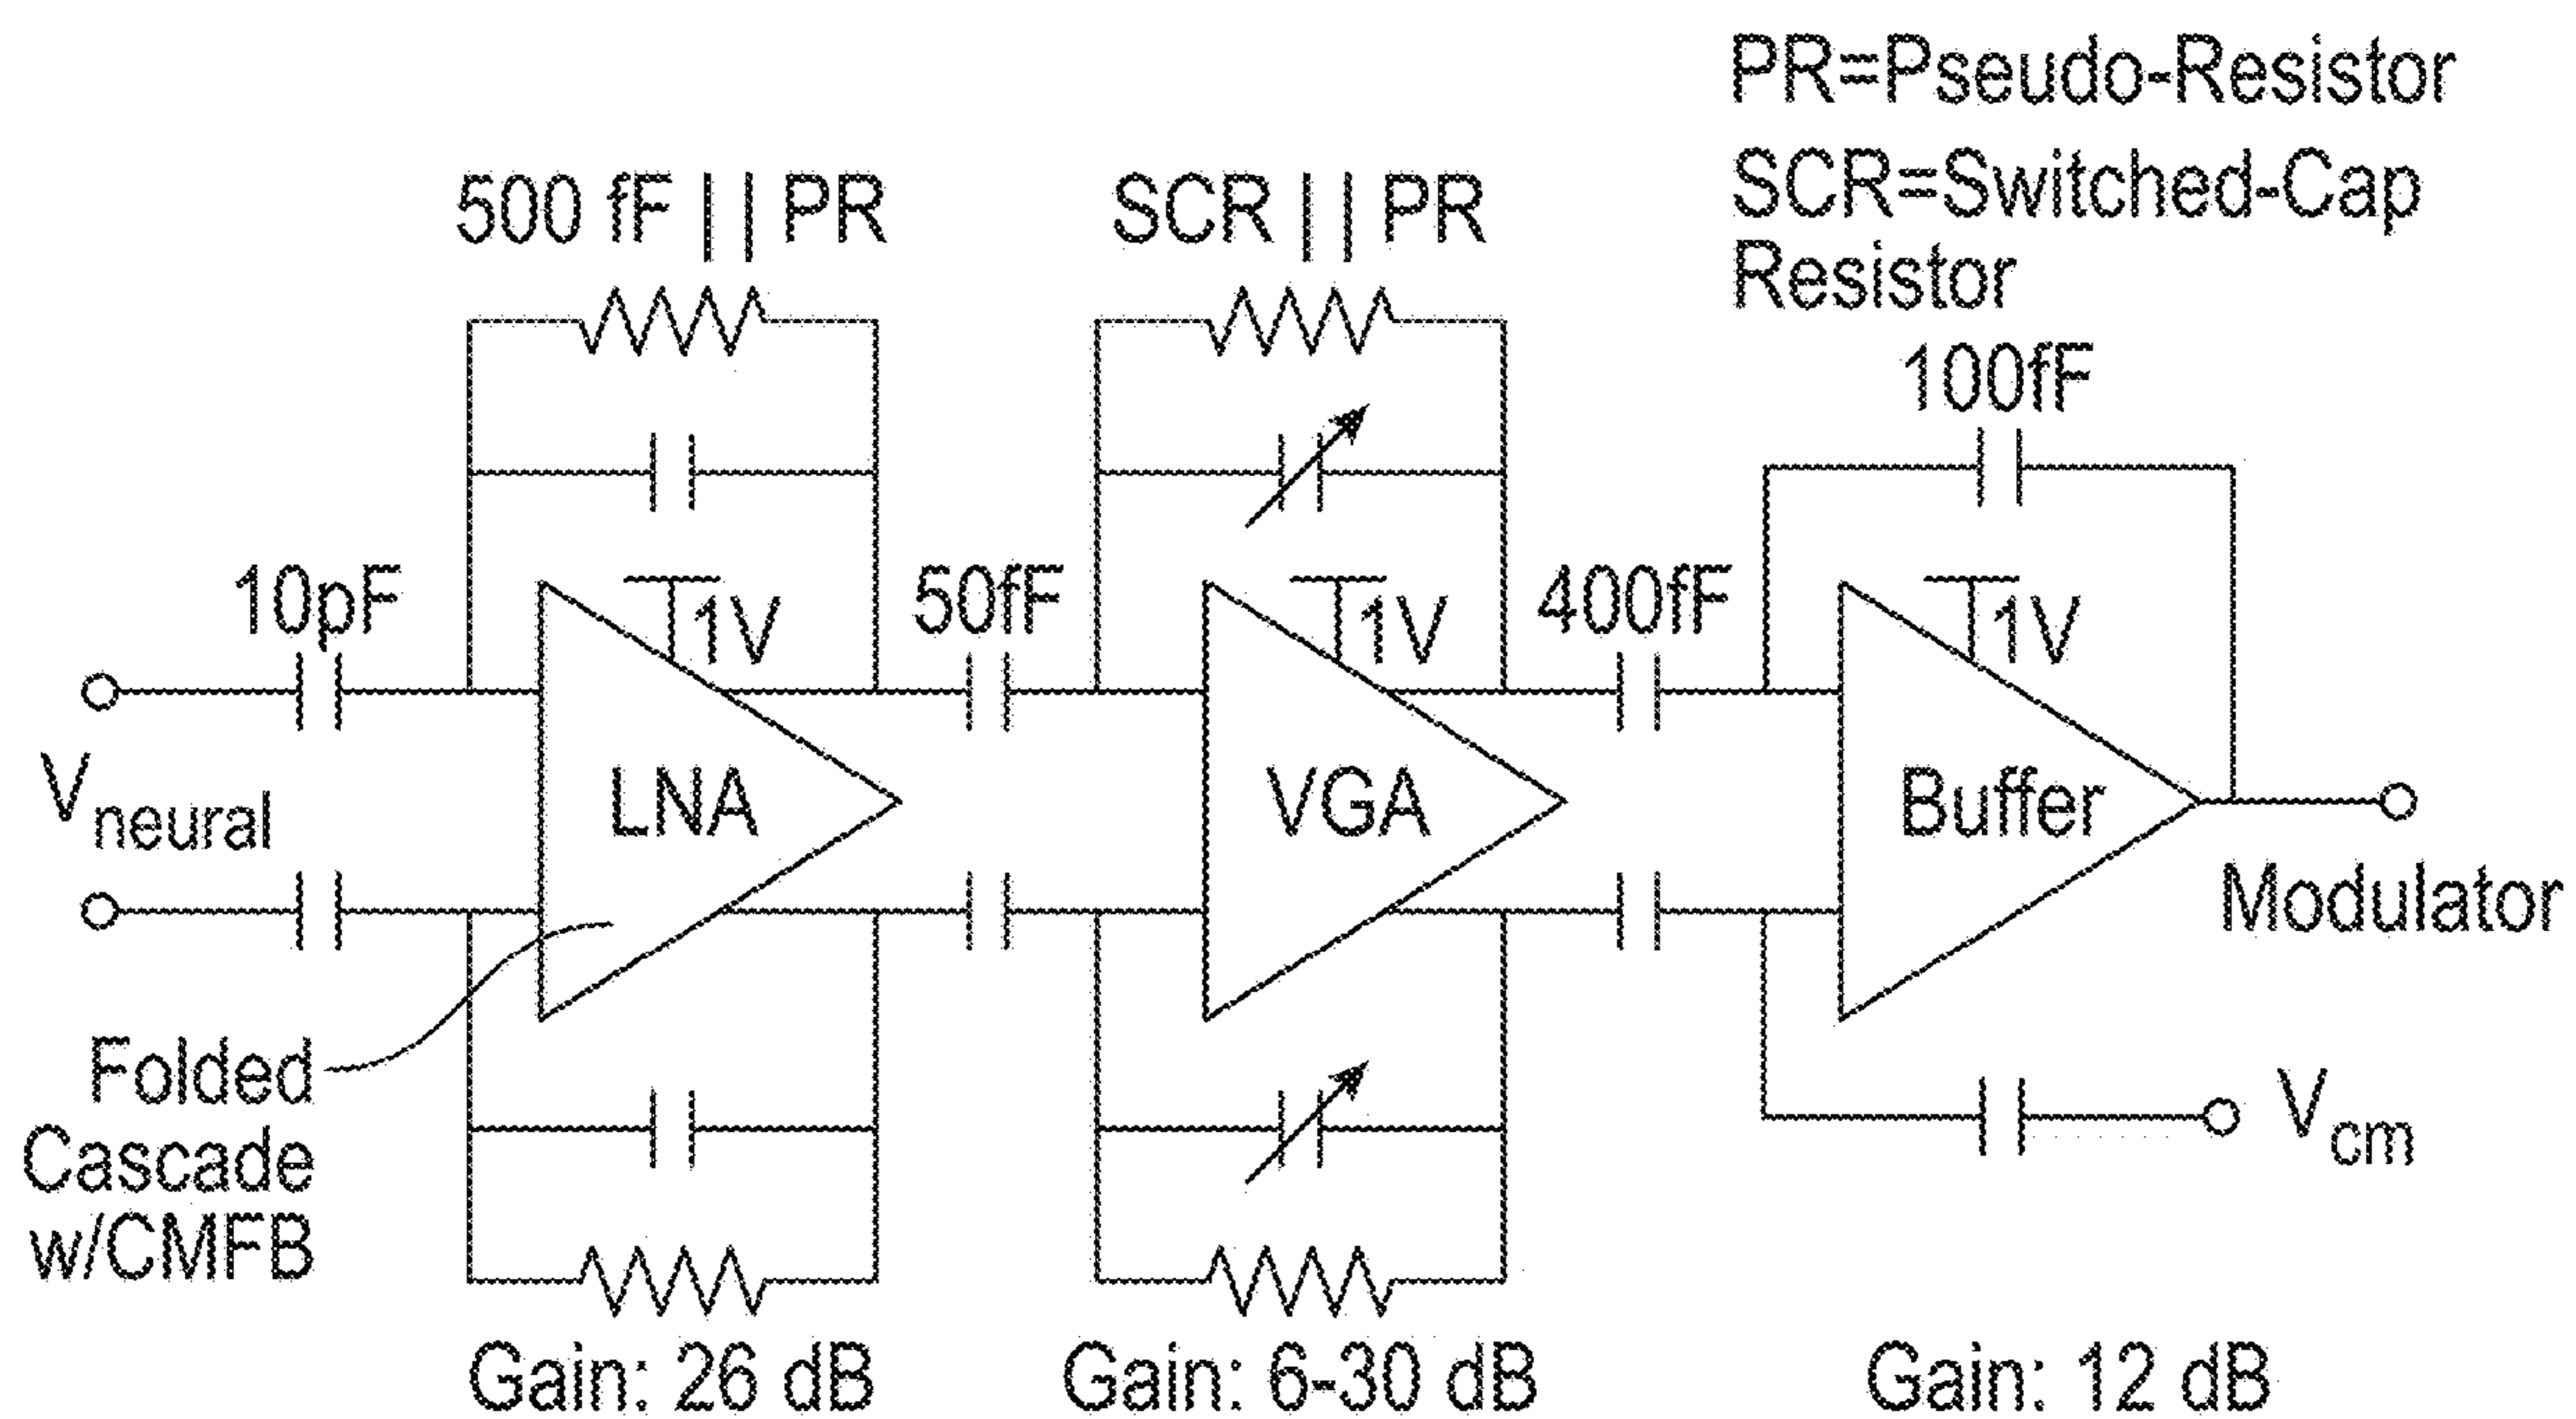 PR=Pseudo-Resistor
SCR=Switched-Cap
Resistor
500 fF || PR
SCR || PR
100fF
10pF
1V
50fF
1V
400fF
1V
Vneural
LNA
VGA
Buffer
Modulator
Folded
Cascade
w/CMFB
Vcm
Gain: 26 dB
Gain: 6-30 dB
Gain: 12 dB